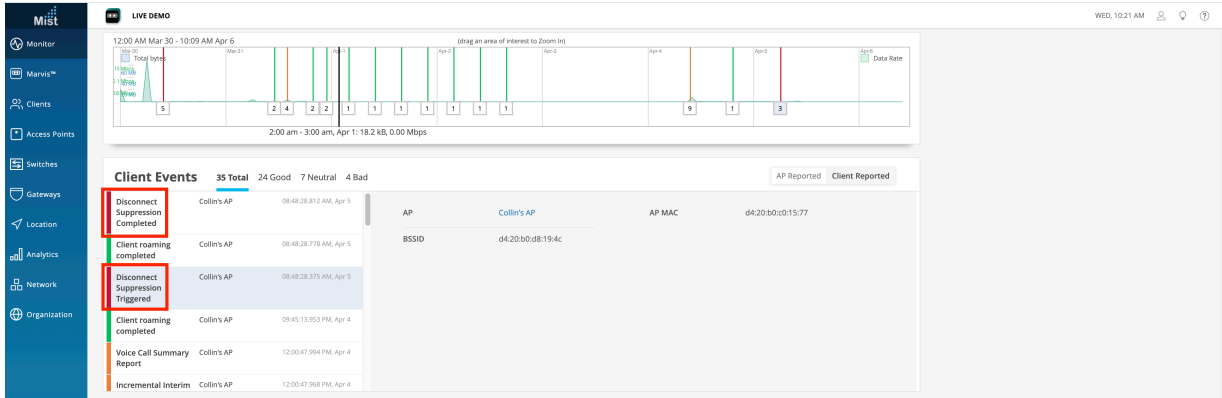 Mist
LIVE DEMO
WED, 10:21 AM
Monitor
Marvis™
Clients
Access Points
Switches
Gateways
Location
Analytics
Network
Organization
12:00 AM Mar 30 - 10:09 AM Apr 6
(drag an area of interest to Zoom In)
Mar-30
Mar-31
Apr-1
Apr-2
Apr-3
Apr-4
Apr-5
Apr-6
Total bytes
Data Rate
5
2
4
2
2
1
1
1
1
1
1
1
9
1
3
2:00 am - 3:00 am, Apr 1: 18.2 kB, 0.00 Mbps
Client Events
35 Total
24 Good
7 Neutral
4 Bad
AP Reported
Client Reported
Disconnect
Suppression
Completed
Collin's AP
08:48:28.812 AM, Apr 5
Client roaming
completed
Collin's AP
08:48:28.778 AM, Apr 5
Disconnect
Suppression
Triggered
Collin's AP
08:48:28.375 AM, Apr 5
Client roaming
completed
Collin's AP
09:45:13.953 PM, Apr 4
Voice Call Summary
Report
Collin's AP
12:00:47.994 PM, Apr 4
Incremental Interim
Collin's AP
12:00:47.968 PM, Apr 4
AP
Collin's AP
AP MAC
d4:20:b0:c0:15:77
BSSID
d4:20:b0:d8:19:4c